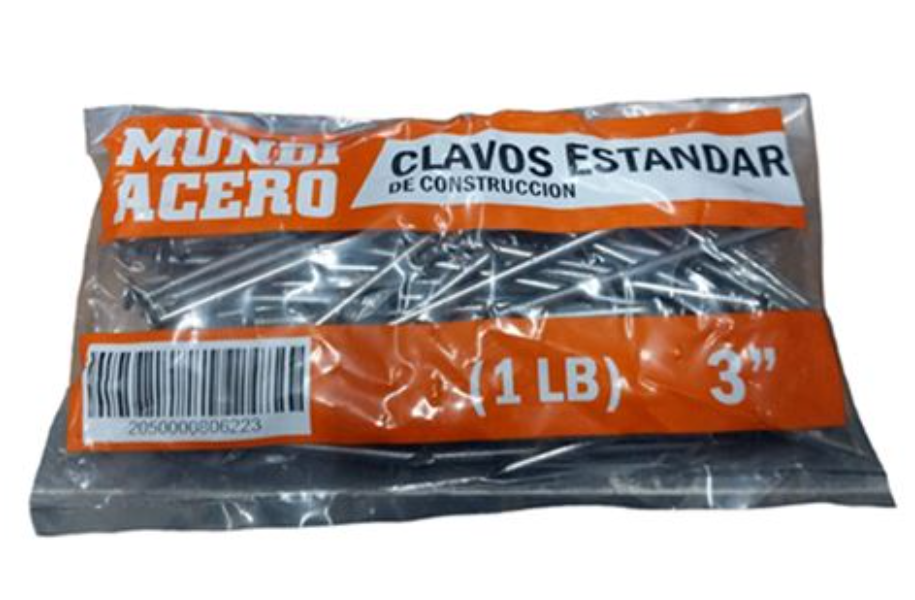 MUNDI
ACERO
CLAVOS ESTANDAR
DE CONSTRUCCION
(1 LB) 3”
2050000806223